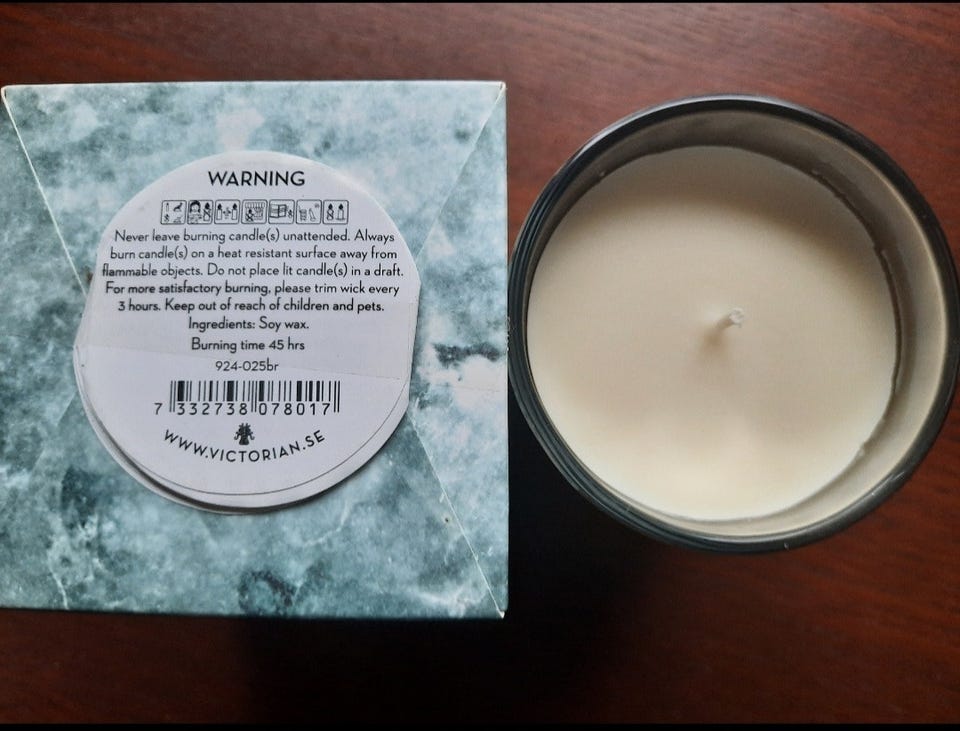 WARNING
Never leave burning candle(s) unattended. Always
burn candle(s) on a heat resistant surface away from
flammable objects. Do not place lit candle(s) in a draft.
For more satisfactory burning, please trim wick every
3 hours. Keep out of reach of children and pets.
Ingredients: Soy wax.
Burning time 45 hrs
924-025br
7 332738 078017
WWW.VICTORIAN.SE